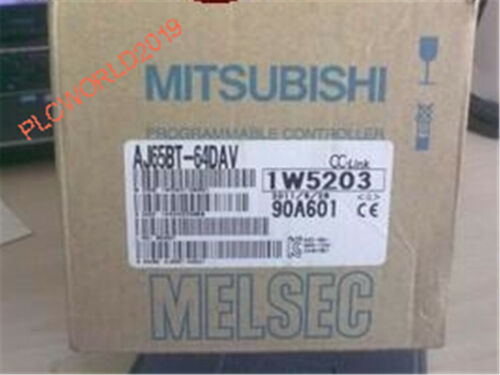 PLCWORLD2019
MITSUBISHI
PROGRAMMABLE CONTROLLER
AJ65BT-64DAV
CC-Link
1W5203
90A601 CE
MELSEC